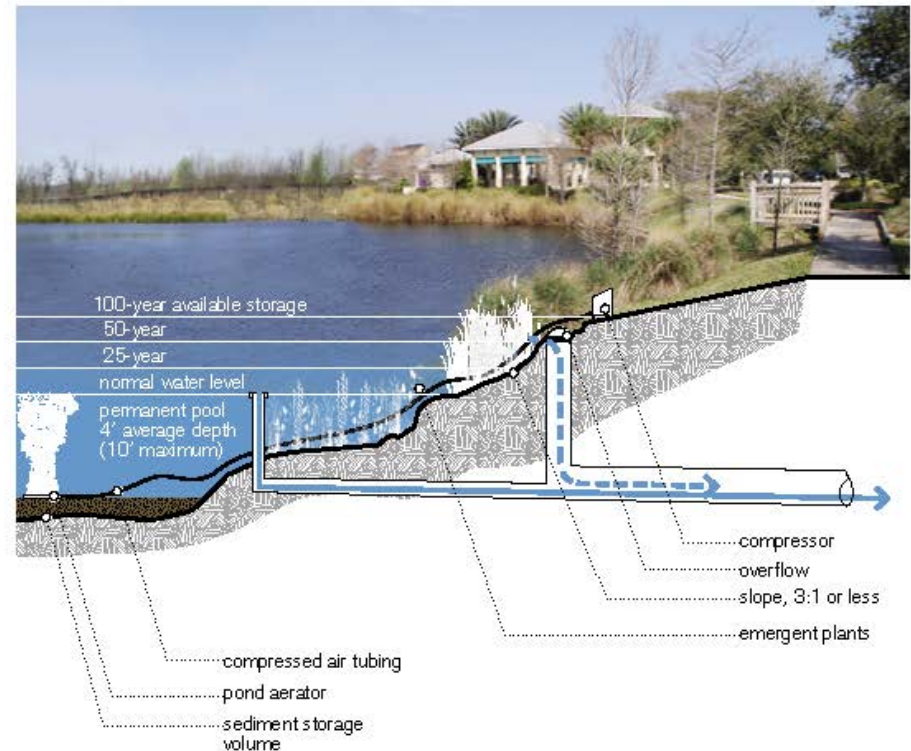 100-year available storage
50-year
25-year
normal water level
permanent pool
4' average depth
(10' maximum)
compressor
overflow
slope, 3:1 or less
emergent plants
compressed air tubing
pond aerator
sediment storage
volume